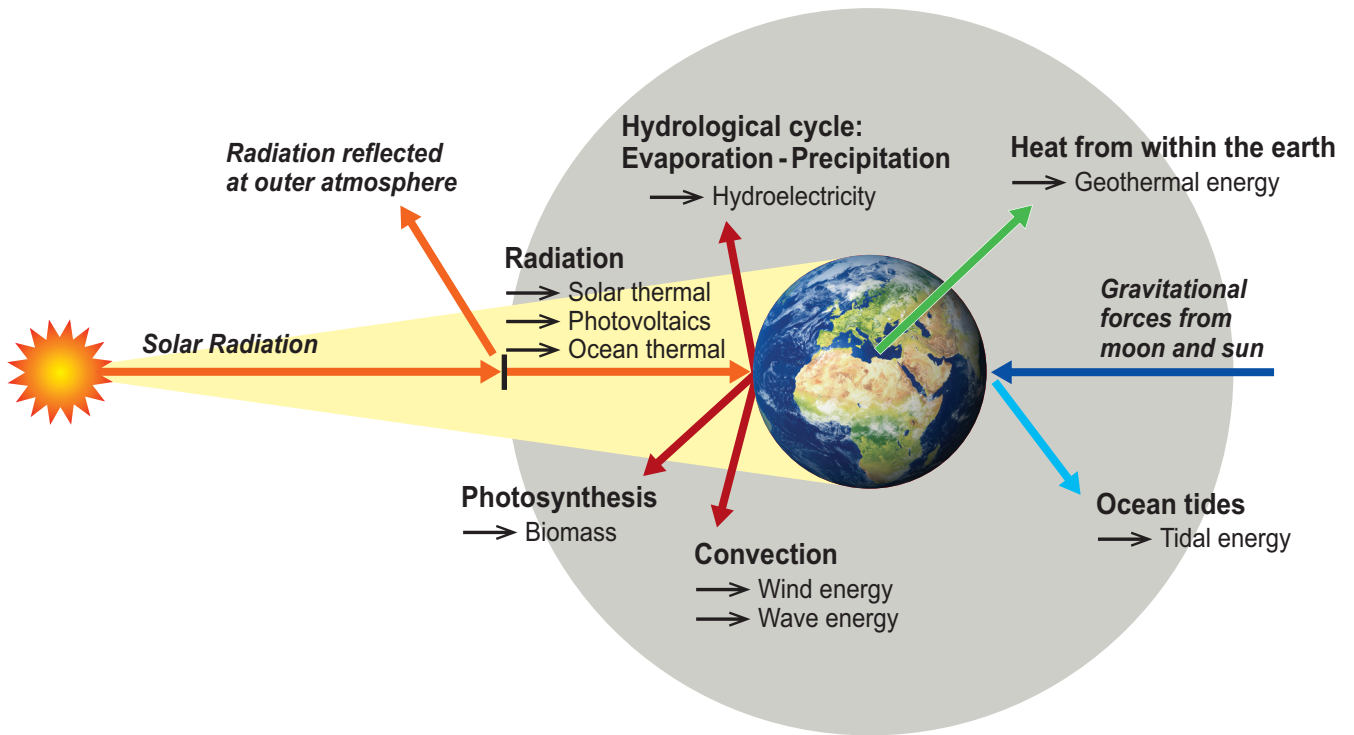 Radiation reflected
at outer atmosphere
Solar Radiation
Radiation
→ Solar thermal
→ Photovoltaics
→ Ocean thermal
Hydrological cycle:
Evaporation - Precipitation
→ Hydroelectricity
Heat from within the earth
→ Geothermal energy
Gravitational
forces from
moon and sun
Photosynthesis
→ Biomass
Convection
→ Wind energy
→ Wave energy
Ocean tides
→ Tidal energy